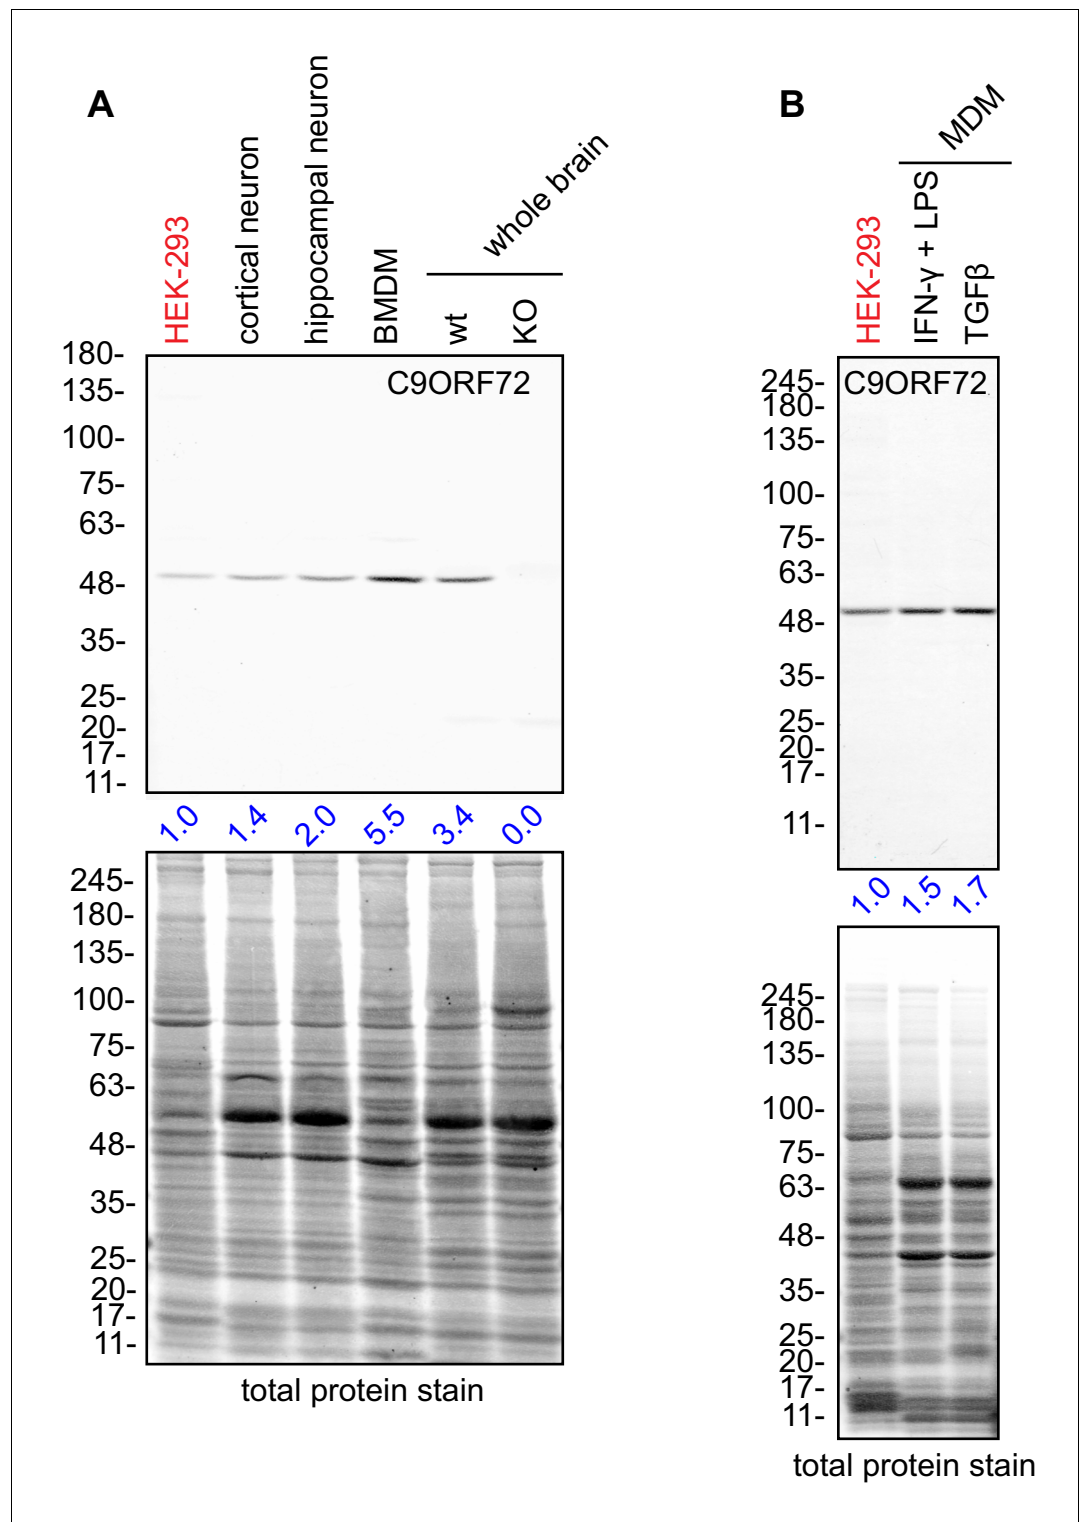 A
HEK-293
cortical neuron
hippocampal neuron
BMDM
whole brain
wt
KO
C9ORF72
180-
135-
100-
75-
63-
48-
35-
25-
20-
17-
11-
1.0 1.4 2.0 5.5 3.4 0.0
245-
180-
135-
100-
75-
63-
48-
35-
25-
20-
17-
11-
total protein stain
B
MDM
HEK-293
IFN-γ + LPS
TGFβ
C9ORF72
245-
180-
135-
100-
75-
63-
48-
35-
25-
20-
17-
11-
1.0 1.5 1.7
245-
180-
135-
100-
75-
63-
48-
35-
25-
20-
17-
11-
total protein stain